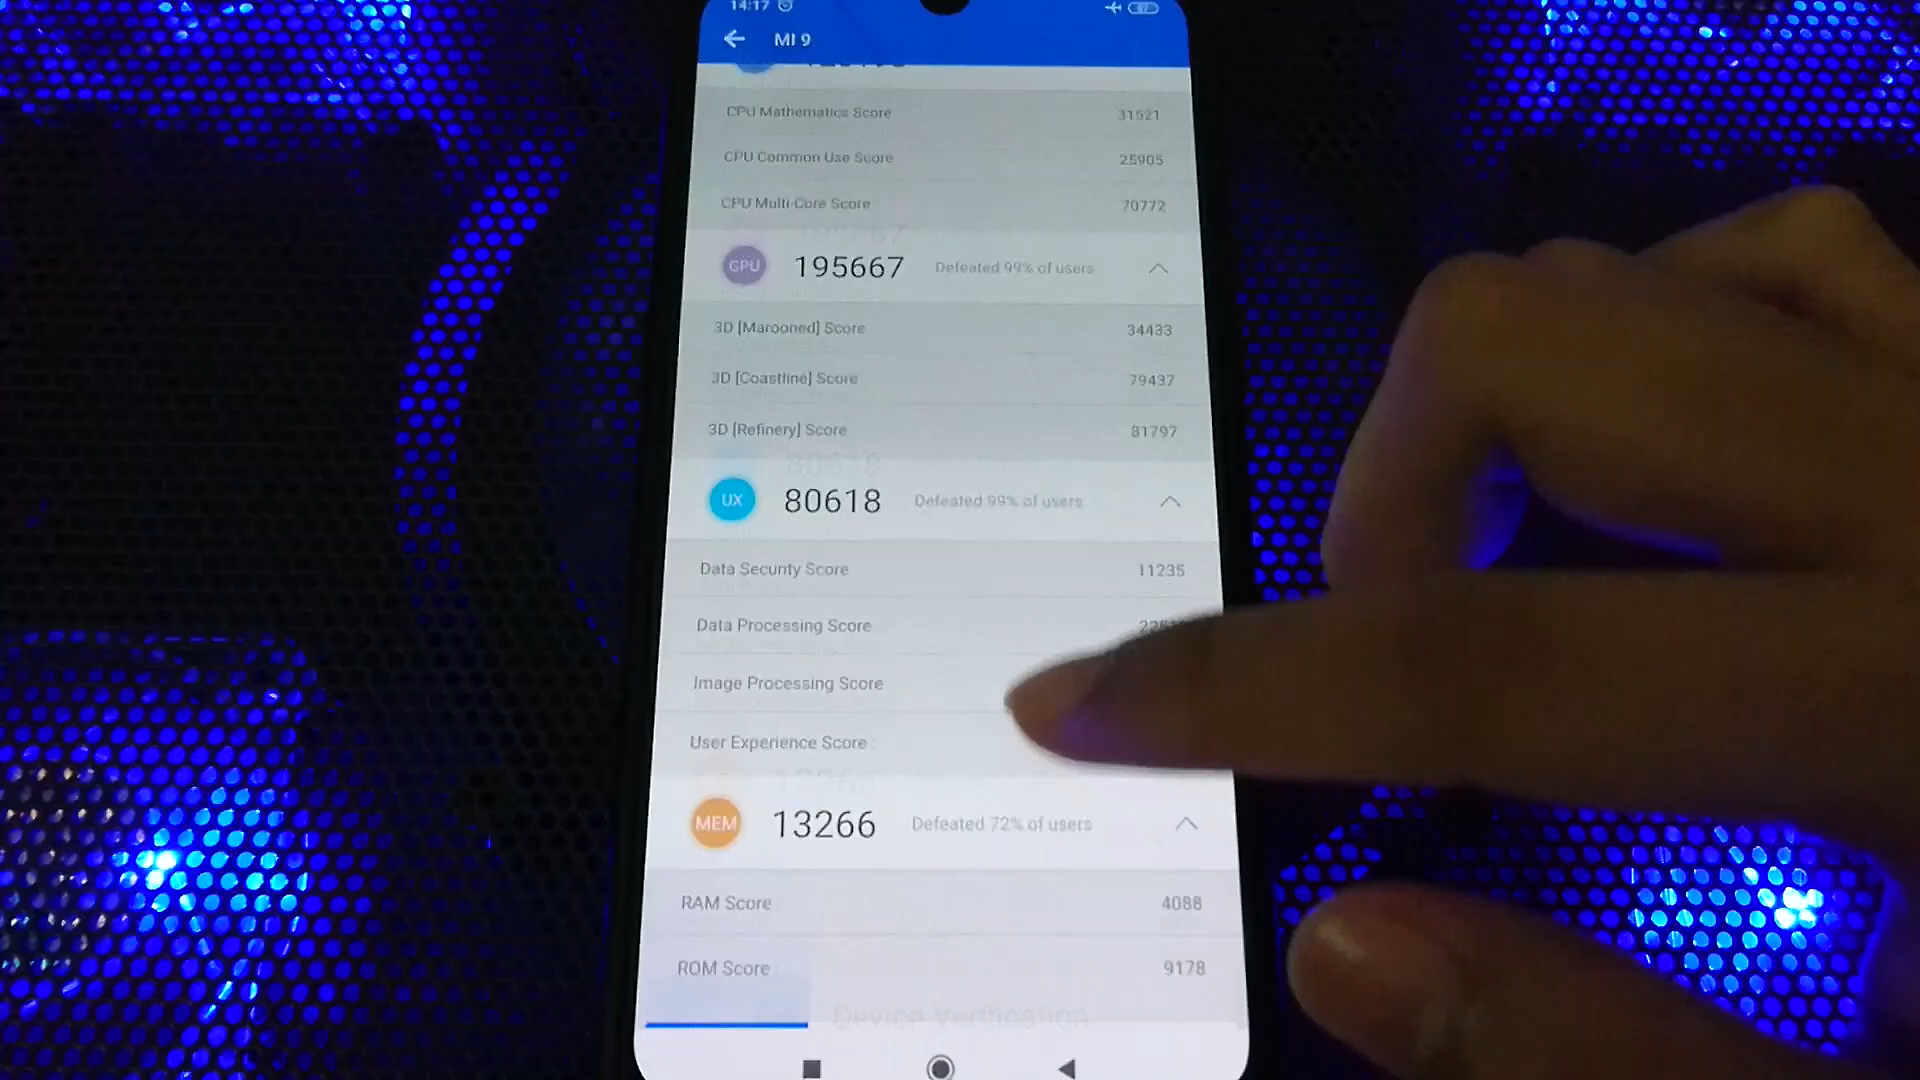 14:17
MI 9
CPU Mathematics Score 31521
CPU Common Use Score 25905
CPU Multi-Core Score 70772
GPU 195667 Defeated 99% of users
3D [Marooned] Score 34433
3D [Coastline] Score 79437
3D [Refinery] Score 81797
UX 80618 Defeated 99% of users
Data Security Score 11235
Data Processing Score
Image Processing Score
User Experience Score
MEM 13266 Defeated 72% of users
RAM Score 4088
ROM Score 9178
Device Verification